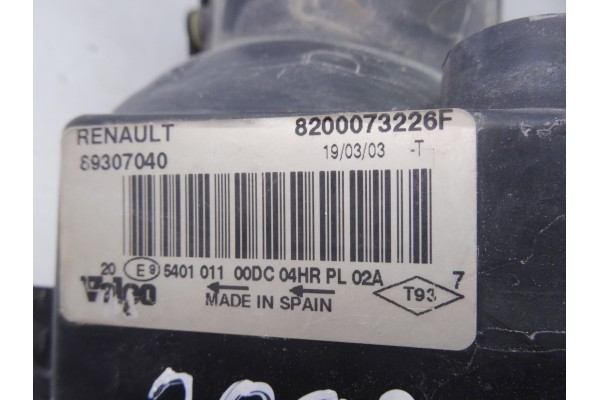 RENAULT 8200073226F
89307040 19/03/03 -T
20 E9 5401 011 00DC 04HR PL 02A 7
Valeo MADE IN SPAIN T93